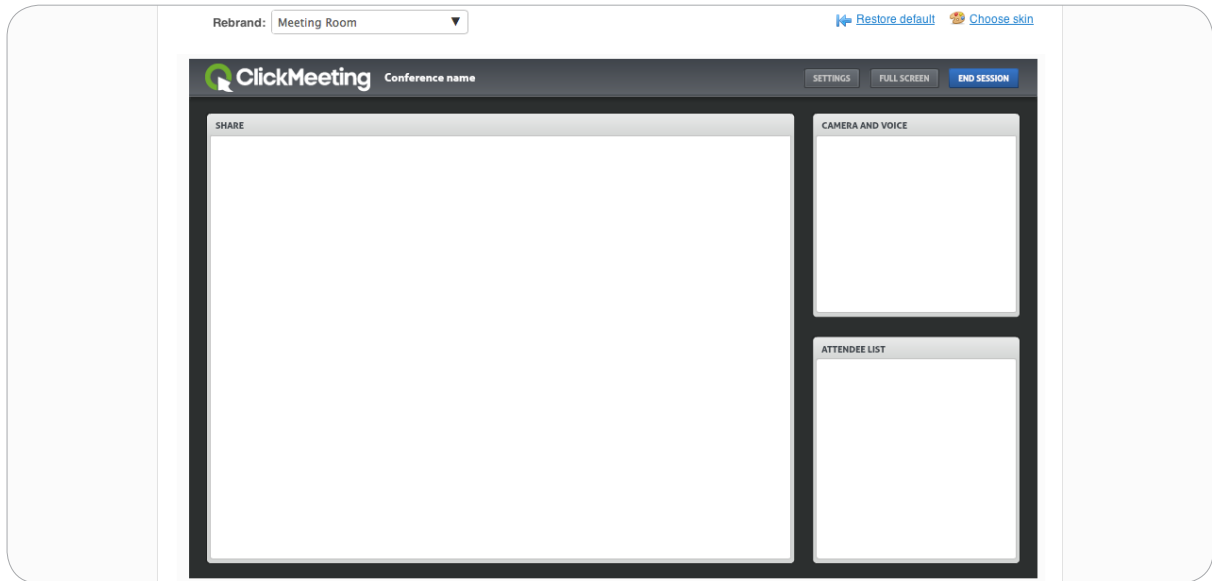 Rebrand: Meeting Room Restore default Choose skin
ClickMeeting Conference name SETTINGS FULL SCREEN END SESSION
SHARE
CAMERA AND VOICE
ATTENDEE LIST